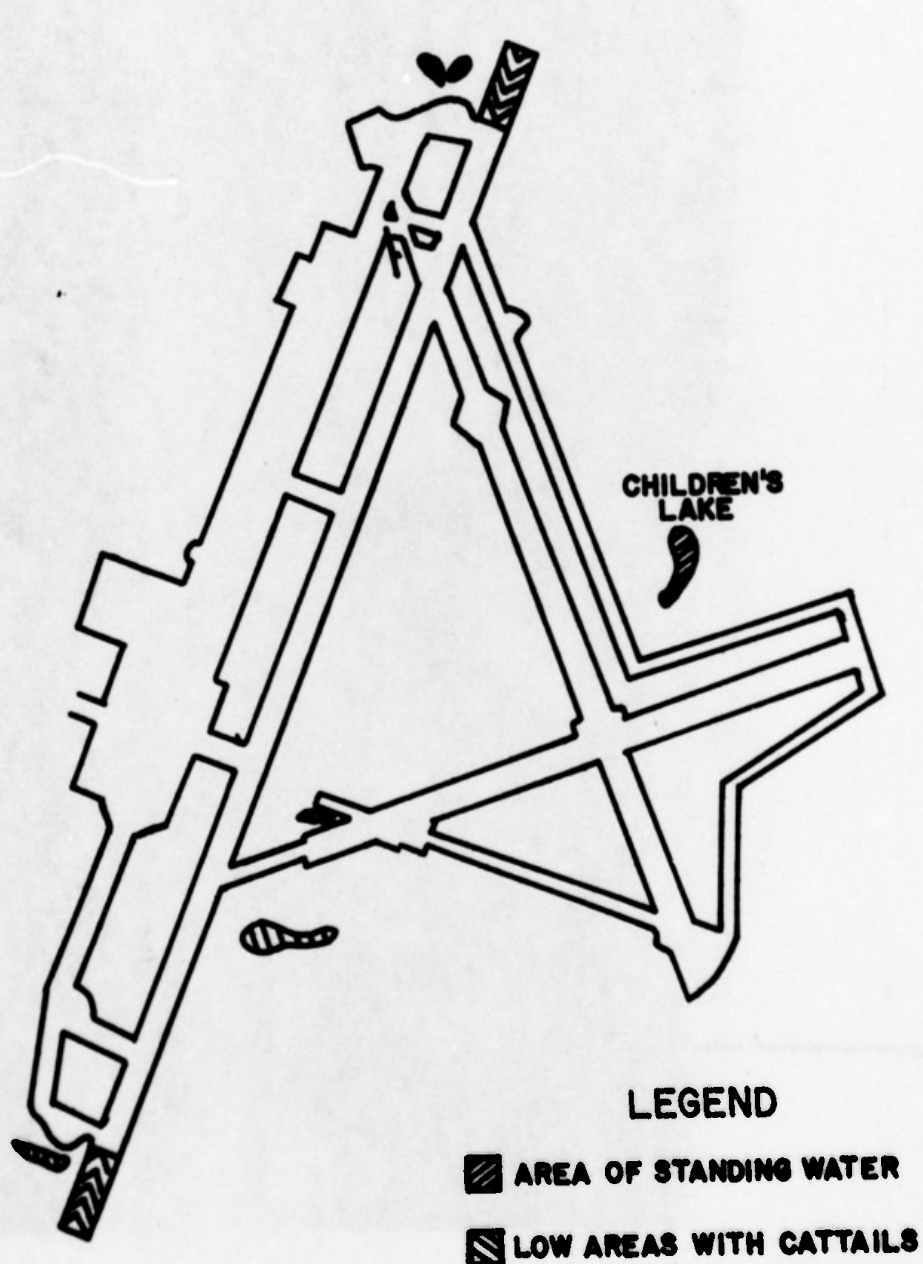 CHILDREN'S
LAKE
LEGEND
AREA OF STANDING WATER
LOW AREAS WITH CATTAILS